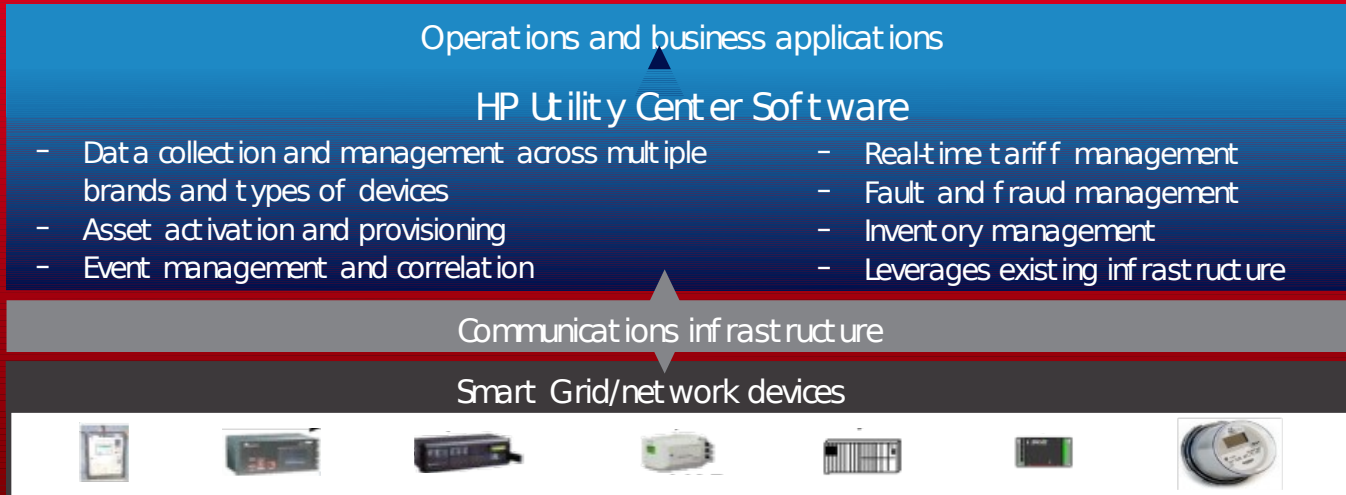 Operations and business applications
HP Utility Center Software
- Data collection and management across multiple
brands and types of devices
- Asset activation and provisioning
- Event management and correlation
- Real-time tariff management
- Fault and fraud management
- Inventory management
- Leverages existing infrastructure
Communications infrastructure
Smart Grid/network devices